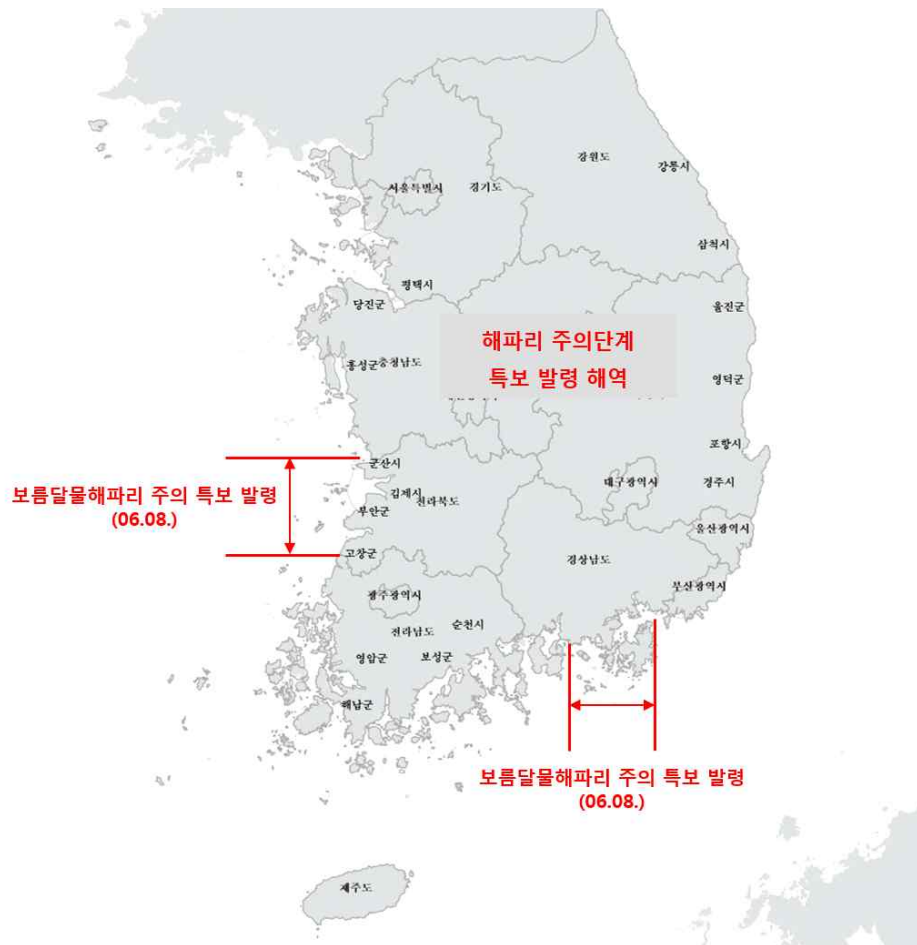 강원도
강릉시
서울특별시
경기도
삼척시
평택시
당진군
울진군
해파리 주의단계
특보 발령 해역
홍성군
충청남도
영덕군
포항시
군산시
대구광역시
경주시
김제시
전라북도
보름달물해파리 주의 특보 발령
(06.08.)
부안군
울산광역시
고창군
경상남도
부산광역시
광주광역시
순천시
전라남도
영암군
보성군
해남군
보름달물해파리 주의 특보 발령
(06.08.)
제주도